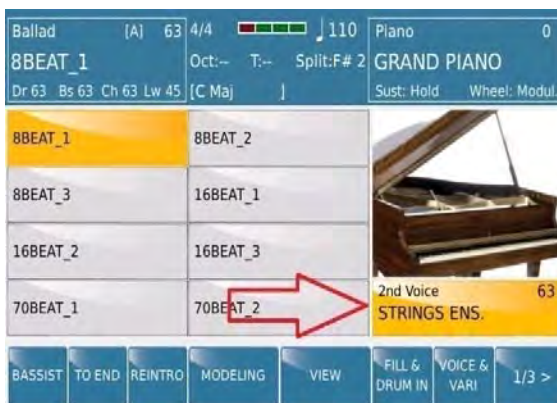 Ballad [A] 63
8BEAT_1
Dr 63 Bs 63 Ch 63 Lw 45
4/4 110
Oct:-- T:-- Split:F# 2
[C Maj ]
Piano 0
GRAND PIANO
Sust: Hold Wheel: Modul.
8BEAT_1 8BEAT_2
8BEAT_3 16BEAT_1
16BEAT_2 16BEAT_3
70BEAT_1 70BEAT_2
2nd Voice 63
STRINGS ENS.
BASSIST TO END REINTRO MODELING VIEW FILL & DRUM IN VOICE & VARI 1/3 >